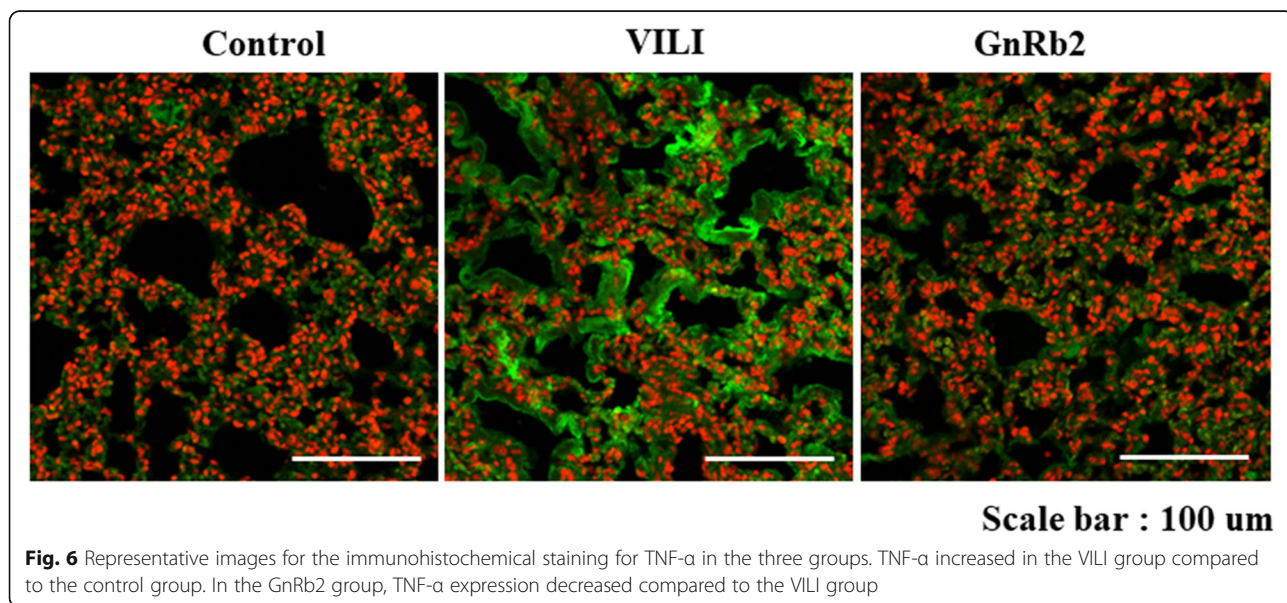 Control VILI GnRb2
Scale bar : 100 um
Fig. 6 Representative images for the immunohistochemical staining for TNF-α in the three groups. TNF-α increased in the VILI group compared
to the control group. In the GnRb2 group, TNF-α expression decreased compared to the VILI group